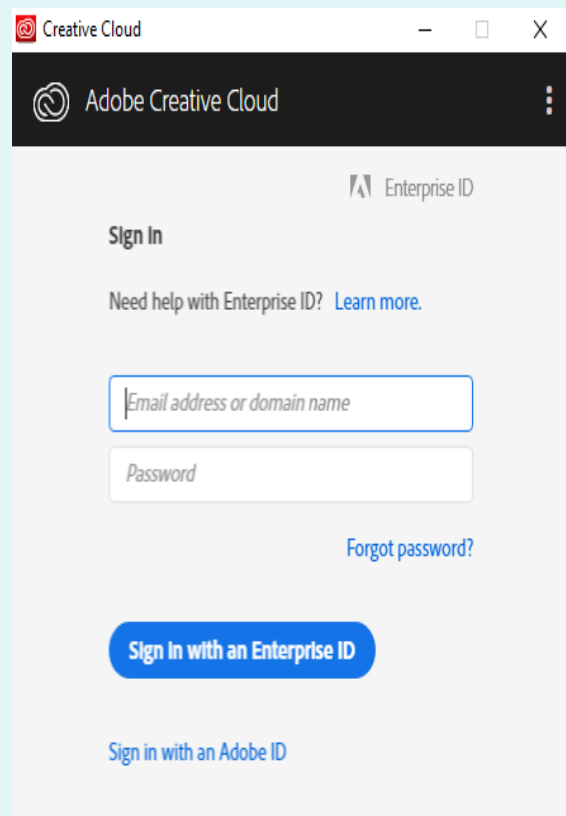 Creative Cloud
Adobe Creative Cloud
Enterprise ID
Sign In
Need help with Enterprise ID? Learn more.
Email address or domain name
Password
Forgot password?
Sign in with an Enterprise ID
Sign in with an Adobe ID